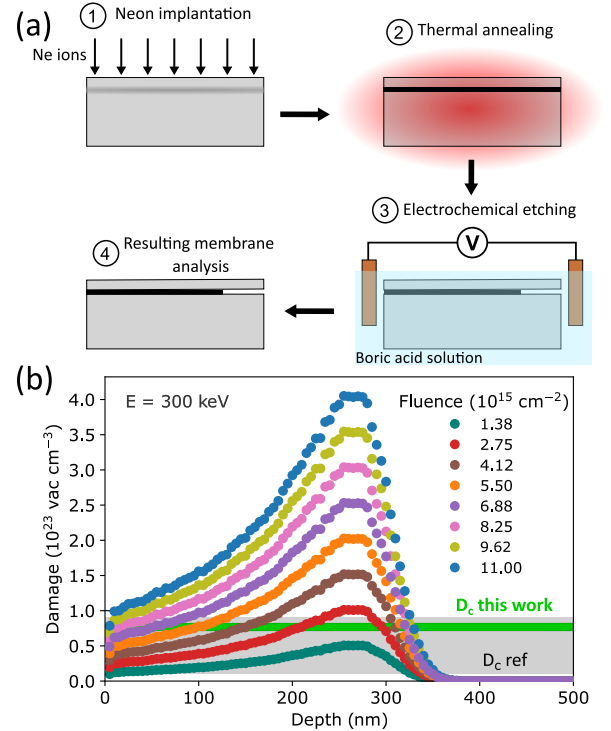 (a)
1 Neon implantation
Ne ions
2 Thermal annealing
3 Electrochemical etching
V
Boric acid solution
4 Resulting membrane
analysis
(b)
E = 300 keV
Fluence (10¹⁵ cm⁻²)
1.38
2.75
4.12
5.50
6.88
8.25
9.62
11.00
D_c this work
D_c ref
Damage (10²³ vac cm⁻³)
4.0
3.5
3.0
2.5
2.0
1.5
1.0
0.5
0.0
0 100 200 300 400 500
Depth (nm)